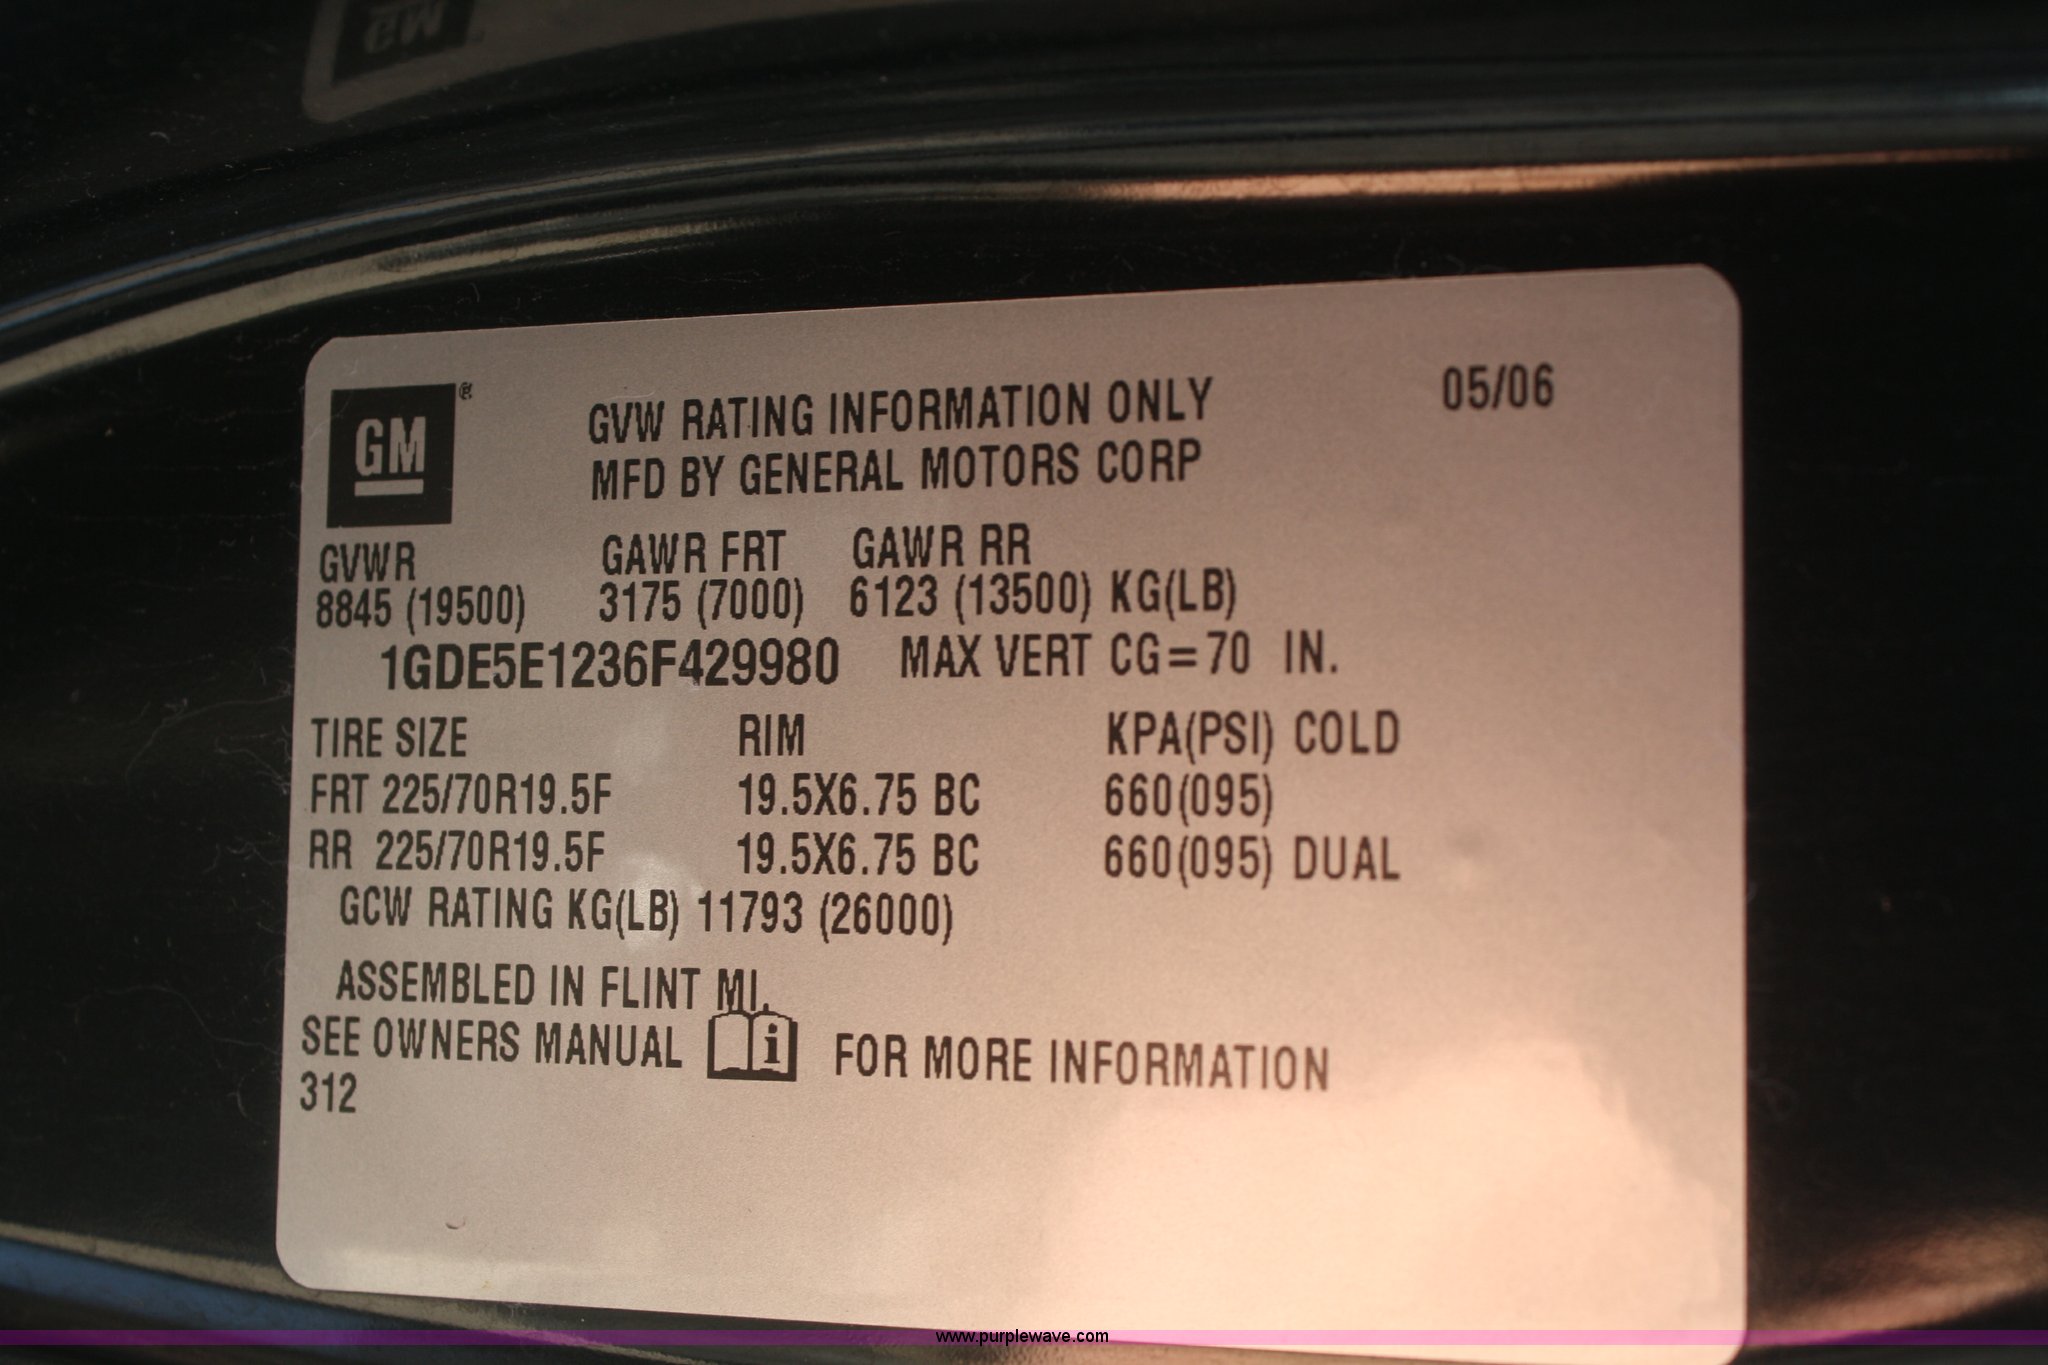 GM
GVW RATING INFORMATION ONLY 05/06
MFD BY GENERAL MOTORS CORP
GVWR GAWR FRT GAWR RR
8845 (19500) 3175 (7000) 6123 (13500) KG(LB)
1GDE5E1236F429980 MAX VERT CG=70 IN.
TIRE SIZE RIM KPA(PSI) COLD
FRT 225/70R19.5F 19.5X6.75 BC 660(095)
RR 225/70R19.5F 19.5X6.75 BC 660(095) DUAL
GCW RATING KG(LB) 11793 (26000)
ASSEMBLED IN FLINT MI.
SEE OWNERS MANUAL i FOR MORE INFORMATION
312
www.purplewave.com